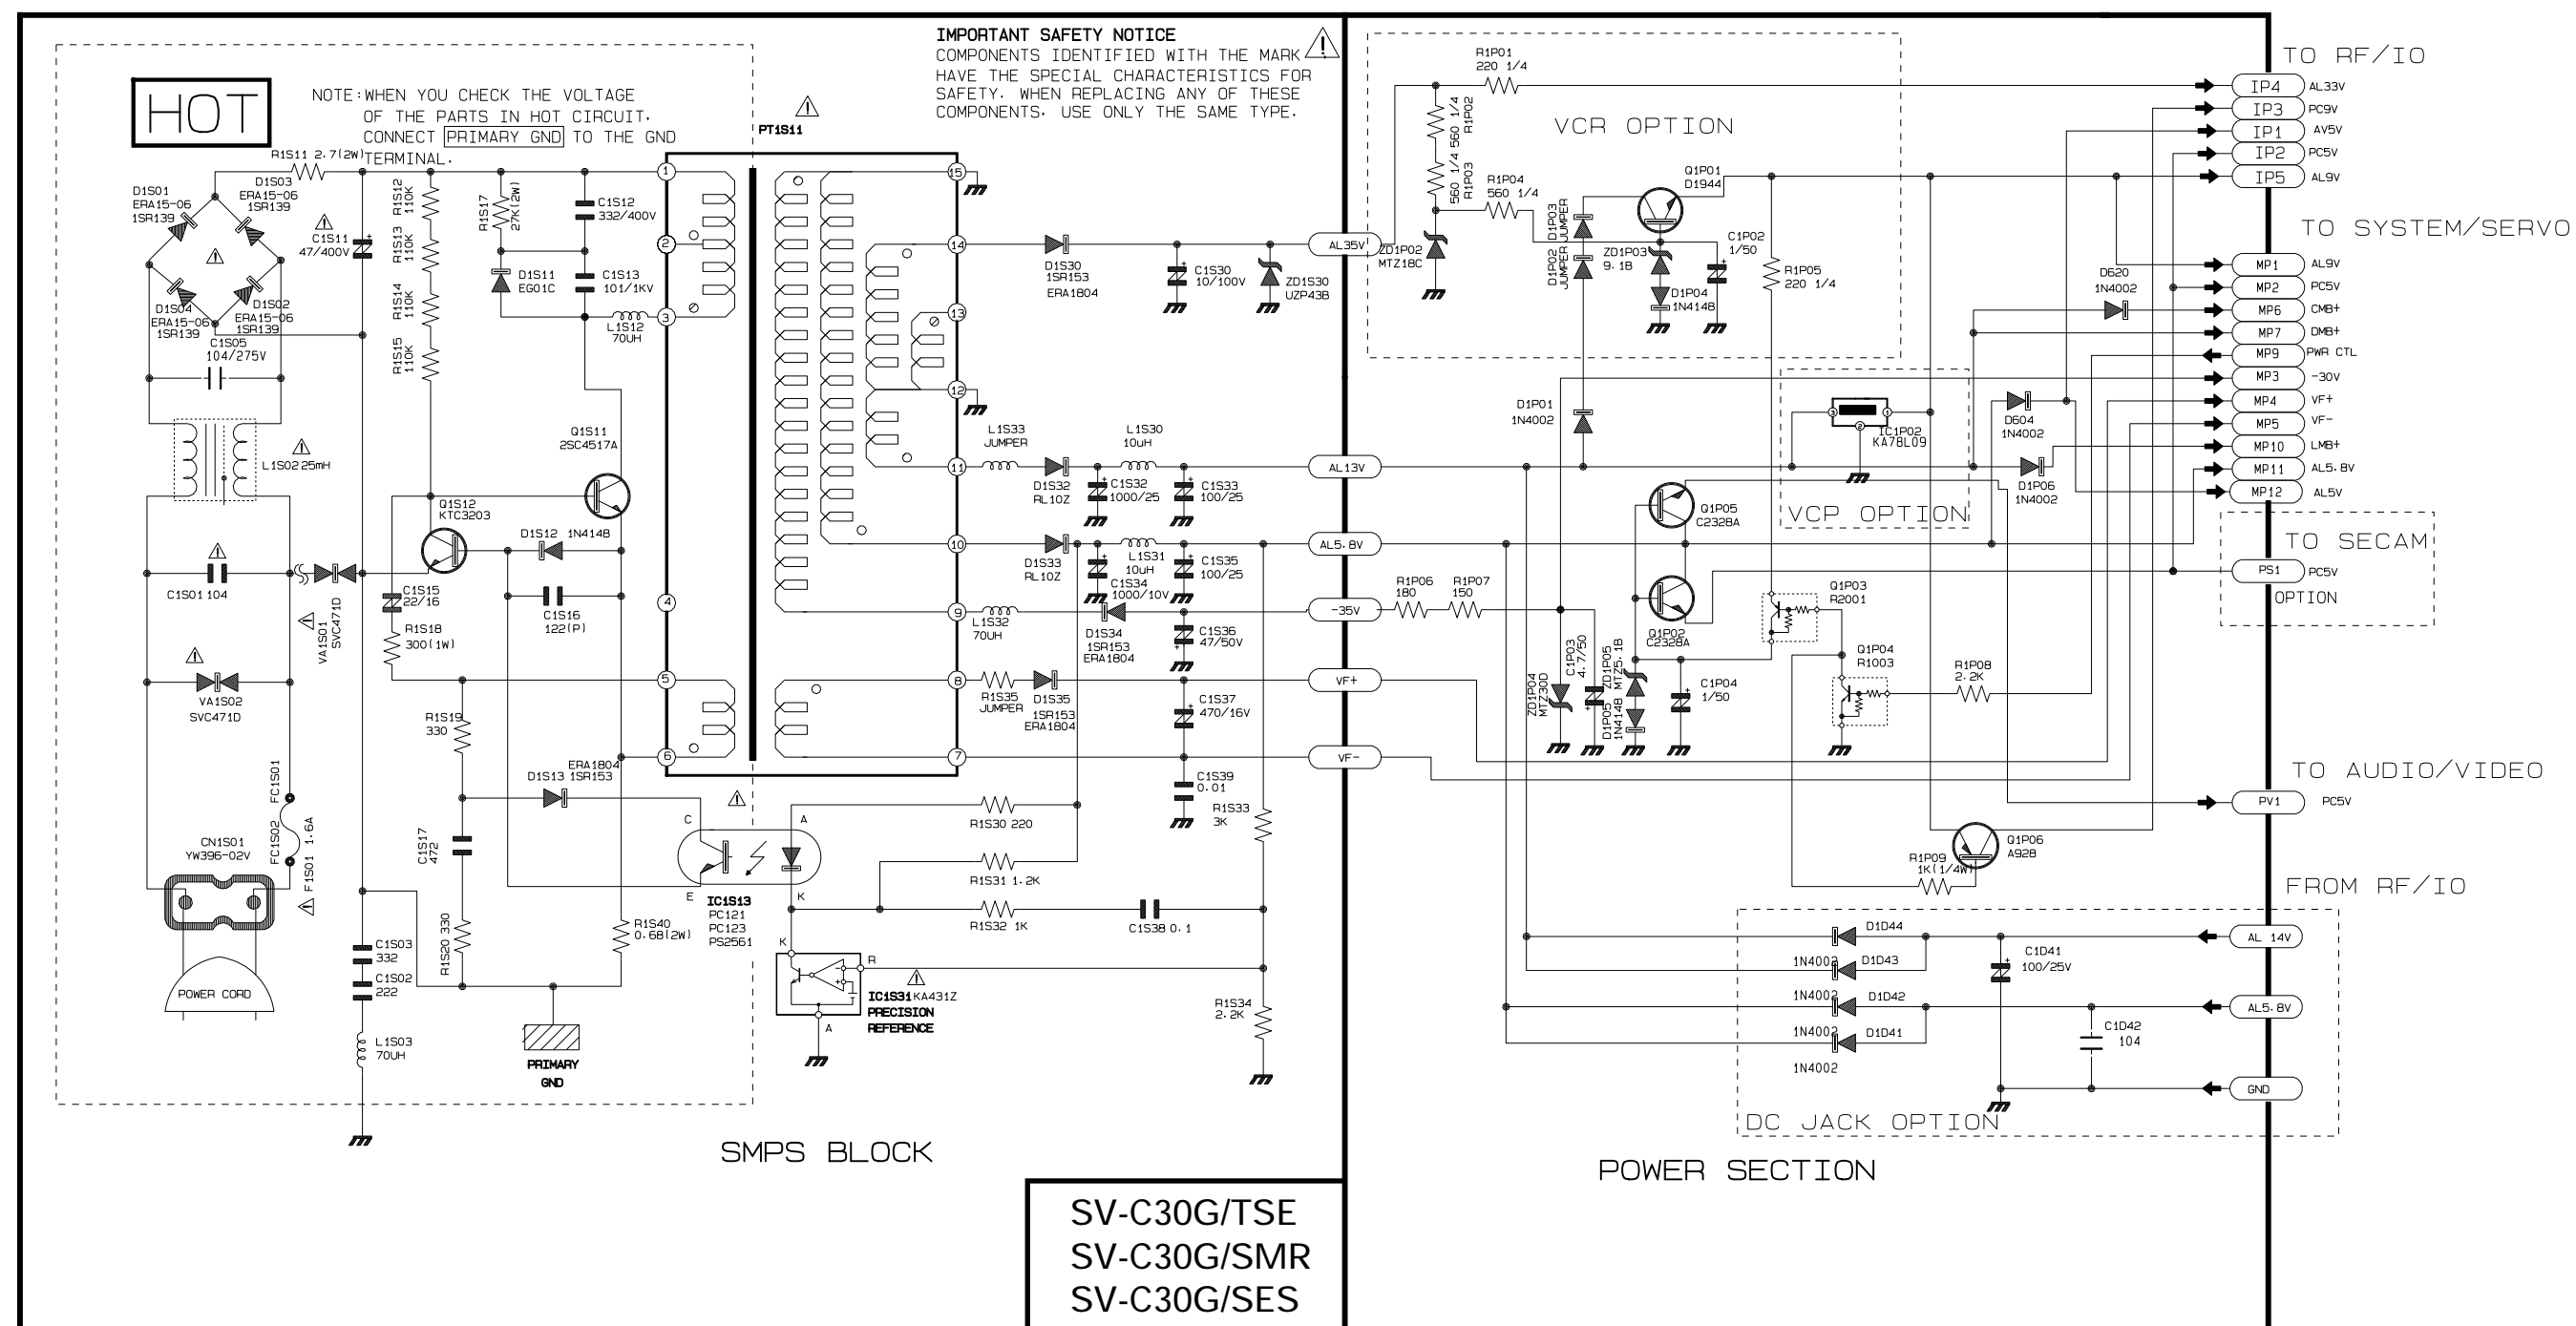 IMPORTANT SAFETY NOTICE
COMPONENTS IDENTIFIED WITH THE MARK
HAVE THE SPECIAL CHARACTERISTICS FOR
SAFETY. WHEN REPLACING ANY OF THESE
COMPONENTS. USE ONLY THE SAME TYPE.
HOT
NOTE:WHEN YOU CHECK THE VOLTAGE
OF THE PARTS IN HOT CIRCUIT.
CONNECT PRIMARY GND TO THE GND
TERMINAL.
PT1S11
R1S11 2.7(2W)
D1S01
ERA15-06
1SR139
D1S03
ERA15-06
1SR139
C1S11
47/400V
D1S04
ERA15-06
1SR139
D1S02
ERA15-06
1SR139
C1S05
104/275V
R1S12
110K
R1S13
110K
R1S14
110K
R1S15
110K
R1S17
27K(2W)
C1S12
332/400V
D1S11
EG01C
C1S13
101/1KV
L1S12
70UH
L1S02 25mH
Q1S11
2SC4517A
Q1S12
KTC3203
D1S12 1N4148
C1S01 104
VA1S01
SVC471D
C1S15
22/16
C1S16
122(P)
R1S18
300(1W)
VA1S02
SVC471D
R1S19
330
ERA1804
D1S13 1SR153
FC1S01
FC1S02
F1S01 1.6A
CN1S01
YW396-02V
C1S17
472
R1S20 330
POWER CORD
C1S03
332
C1S02
222
L1S03
70UH
R1S40
0.68(2W)
PRIMARY
GND
1
2
3
4
5
6
15
14
13
12
11
10
9
8
7
C
A
E
K
IC1S13
PC121
PC123
PS2561
K
R
A
IC1S31 KA431Z
PRECISION
REFERENCE
D1S30
1SR153
ERA1804
C1S30
10/100V
ZD1S30
UZP43B
L1S33
JUMPER
L1S30
10uH
D1S32
RL10Z
C1S32
1000/25
C1S33
100/25
D1S33
RL10Z
L1S31
10uH
C1S34
1000/10V
C1S35
100/25
L1S32
70UH
D1S34
1SR153
ERA1804
C1S36
47/50V
R1S35
JUMPER
D1S35
1SR153
ERA1804
C1S37
470/16V
C1S39
0.01
R1S33
3K
R1S30 220
R1S31 1.2K
R1S32 1K
C1S38 0.1
R1S34
2.2K
AL35V
AL13V
AL5.8V
-35V
VF+
VF-
SMPS BLOCK
SV-C30G/TSE
SV-C30G/SMR
SV-C30G/SES
R1P01
220 1/4
VCR OPTION
560 1/4
R1P02
560 1/4
R1P03
R1P04
560 1/4
ZD1P02
MTZ18C
D1P03
JUMPER
D1P02
JUMPER
Q1P01
D1944
ZD1P03
9.1B
C1P02
1/50
D1P04
1N4148
R1P05
220 1/4
D1P01
1N4002
3
1
2
IC1P02
KA78L09
VCP OPTION
Q1P05
C2328A
Q1P02
C2328A
R1P06
180
R1P07
150
ZD1P04
MTZ30D
C1P03
4.7/50
ZD1P05
MTZ5.1B
D1P05
1N4148
C1P04
1/50
Q1P03
R2001
Q1P04
R1003
R1P08
2.2K
D620
1N4002
D604
1N4002
D1P06
1N4002
Q1P06
A928
R1P09
1K(1/4W)
TO RF/IO
IP4 AL33V
IP3 PC9V
IP1 AV5V
IP2 PC5V
IP5 AL9V
TO SYSTEM/SERVO
MP1 AL9V
MP2 PC5V
MP6 CMB+
MP7 DMB+
MP9 PWR CTL
MP3 -30V
MP4 VF+
MP5 VF-
MP10 LMB+
MP11 AL5.8V
MP12 AL5V
TO SECAM
PS1 PC5V
OPTION
TO AUDIO/VIDEO
PV1 PC5V
FROM RF/IO
AL 14V
AL5.8V
GND
D1D44
1N4002 D1D43
1N4002 D1D42
1N4002 D1D41
1N4002
C1D41
100/25V
C1D42
104
DC JACK OPTION
POWER SECTION